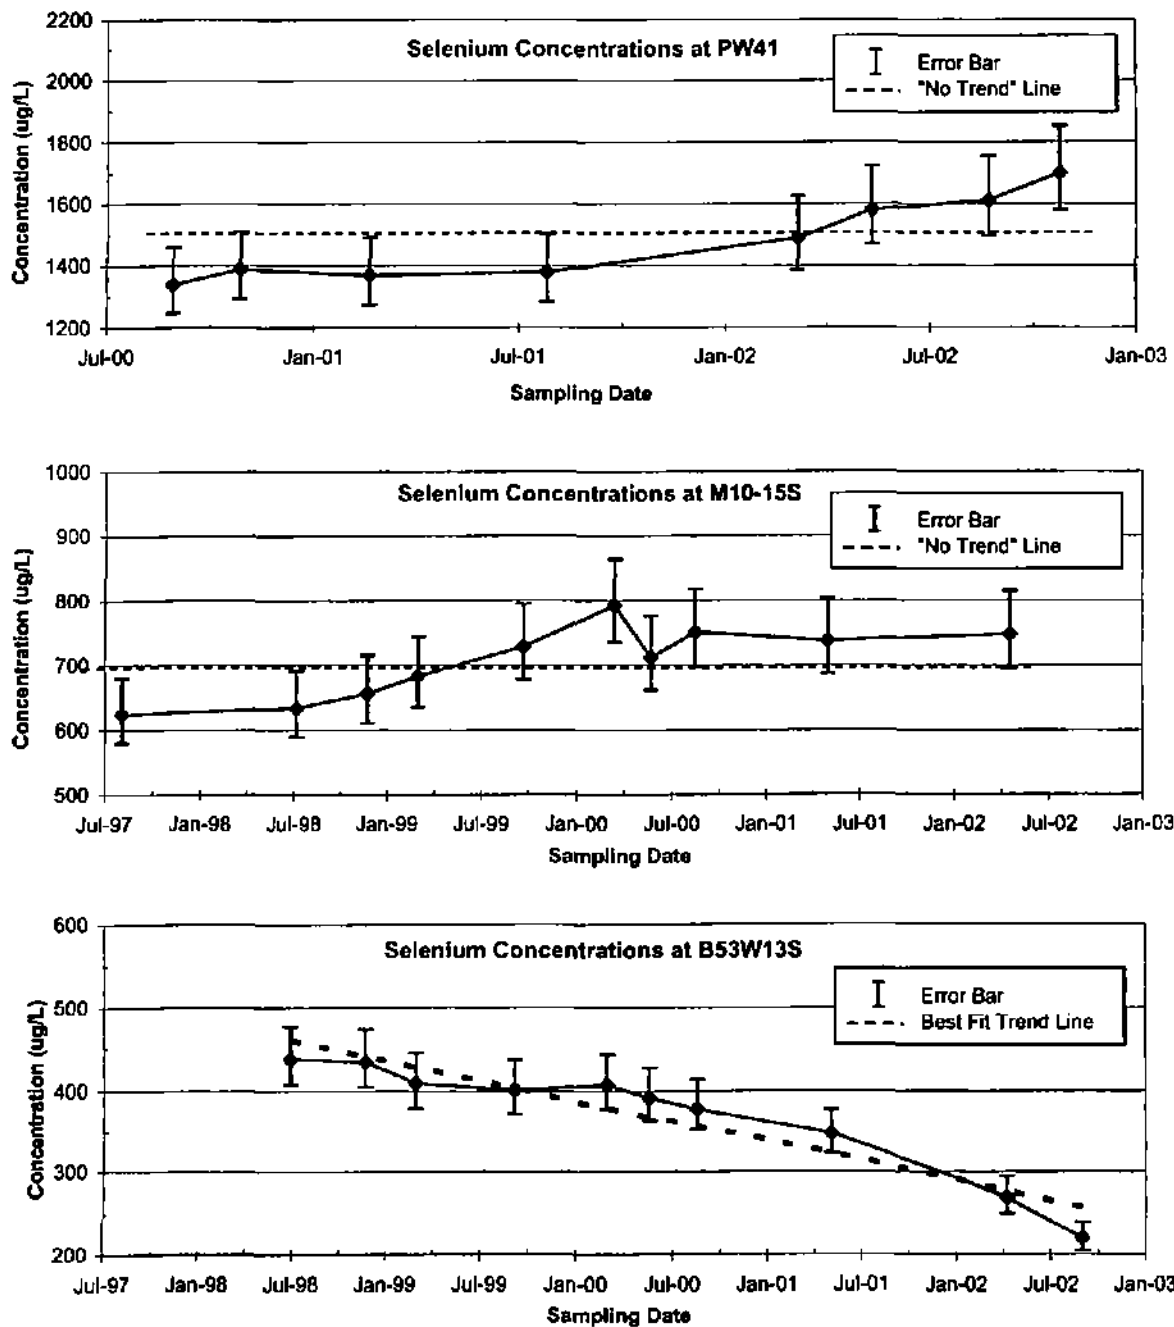 Selenium Concentrations at PW41
Error Bar
"No Trend" Line
Concentration (ug/L)
2200
2000
1800
1600
1400
1200
Jul-00 Jan-01 Jul-01 Jan-02 Jul-02 Jan-03
Sampling Date
Selenium Concentrations at M10-15S
Error Bar
"No Trend" Line
Concentration (ug/L)
1000
900
800
700
600
500
Jul-97 Jan-98 Jul-98 Jan-99 Jul-99 Jan-00 Jul-00 Jan-01 Jul-01 Jan-02 Jul-02 Jan-03
Sampling Date
Selenium Concentrations at B53W13S
Error Bar
Best Fit Trend Line
Concentration (ug/L)
600
500
400
300
200
Jul-97 Jan-98 Jul-98 Jan-99 Jul-99 Jan-00 Jul-00 Jan-01 Jul-01 Jan-02 Jul-02 Jan-03
Sampling Date